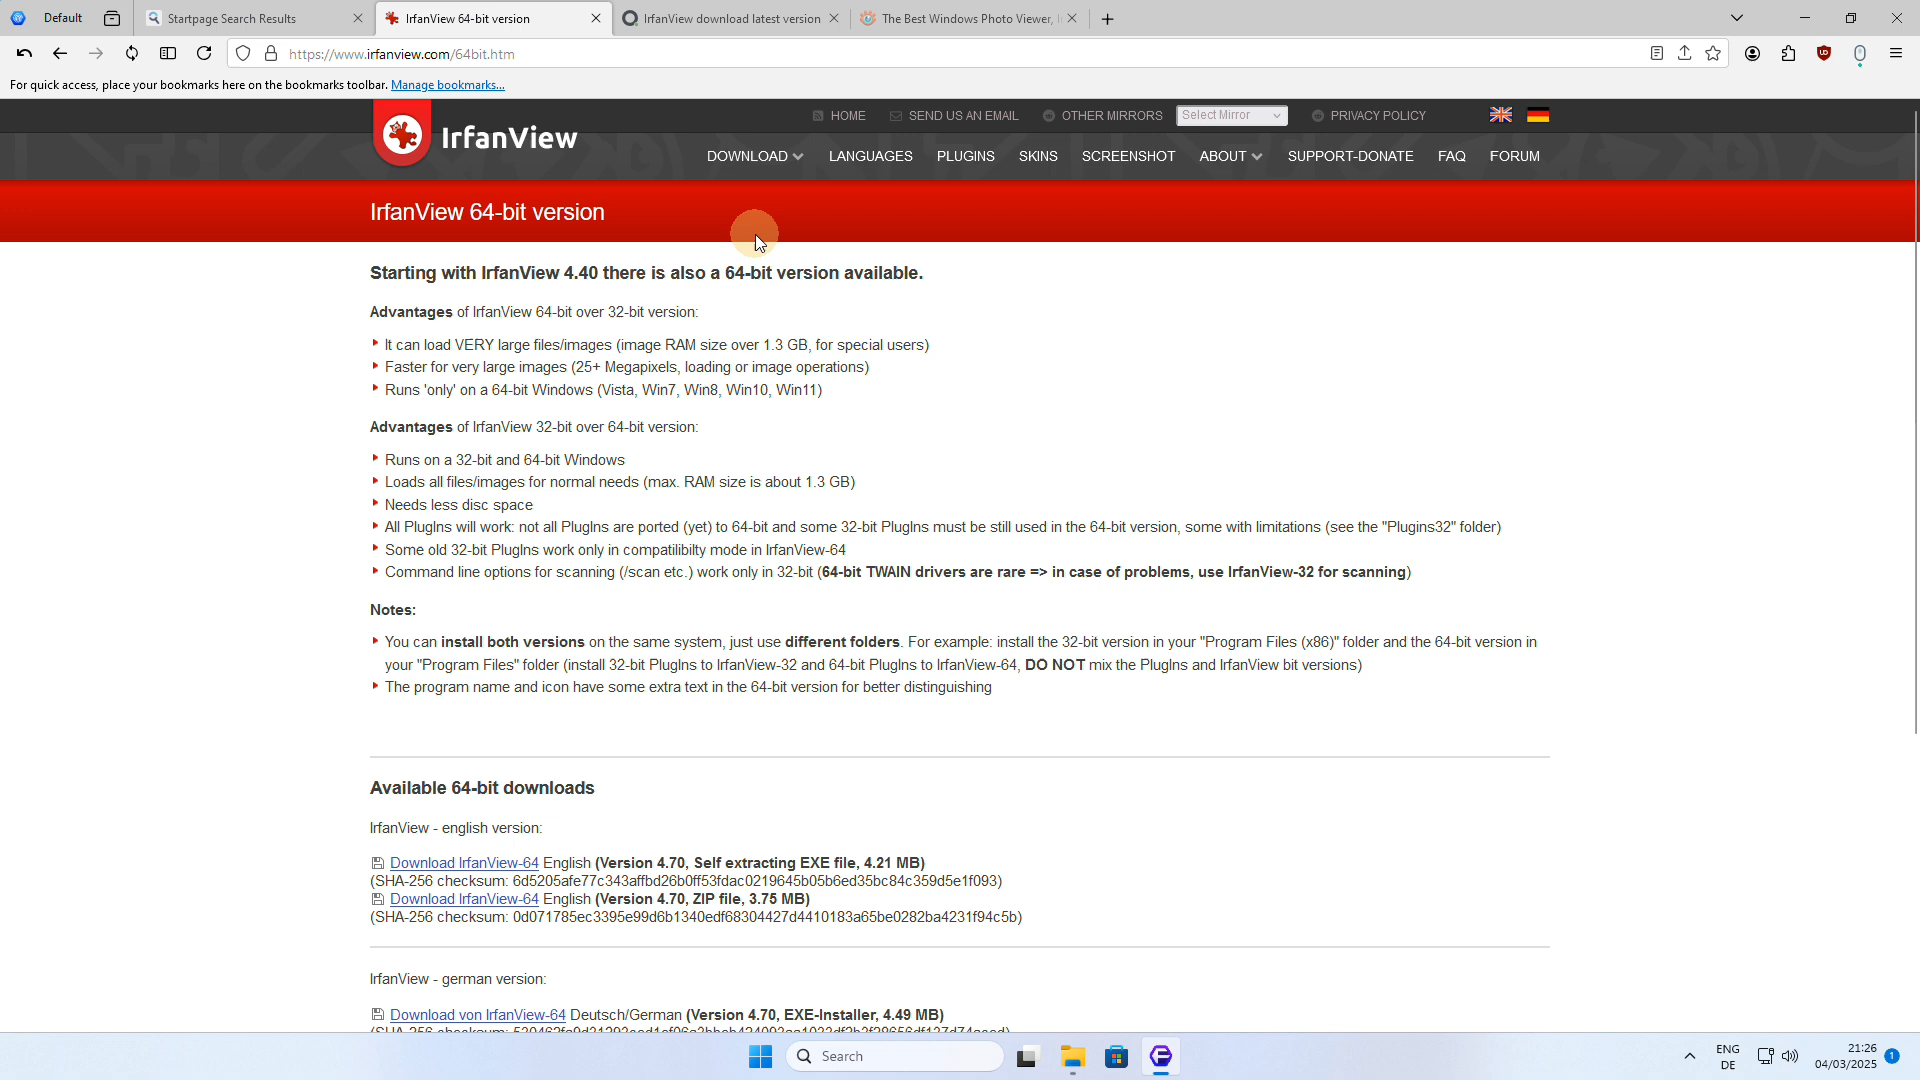 Default
Startpage Search Results
IrfanView 64-bit version
IrfanView download latest version
The Best Windows Photo Viewer,
https://www.irfanview.com/64bit.htm
For quick access, place your bookmarks here on the bookmarks toolbar. Manage bookmarks...
HOME SEND US AN EMAIL OTHER MIRRORS Select Mirror PRIVACY POLICY
IrfanView
DOWNLOAD LANGUAGES PLUGINS SKINS SCREENSHOT ABOUT SUPPORT-DONATE FAQ FORUM
IrfanView 64-bit version
Starting with IrfanView 4.40 there is also a 64-bit version available.
Advantages of IrfanView 64-bit over 32-bit version:
It can load VERY large files/images (image RAM size over 1.3 GB, for special users)
Faster for very large images (25+ Megapixels, loading or image operations)
Runs 'only' on a 64-bit Windows (Vista, Win7, Win8, Win10, Win11)
Advantages of IrfanView 32-bit over 64-bit version:
Runs on a 32-bit and 64-bit Windows
Loads all files/images for normal needs (max. RAM size is about 1.3 GB)
Needs less disc space
All PlugIns will work: not all PlugIns are ported (yet) to 64-bit and some 32-bit PlugIns must be still used in the 64-bit version, some with limitations (see the "Plugins32" folder)
Some old 32-bit PlugIns work only in compatibilty mode in IrfanView-64
Command line options for scanning (/scan etc.) work only in 32-bit (64-bit TWAIN drivers are rare => in case of problems, use IrfanView-32 for scanning)
Notes:
You can install both versions on the same system, just use different folders. For example: install the 32-bit version in your "Program Files (x86)" folder and the 64-bit version in
your "Program Files" folder (install 32-bit PlugIns to IrfanView-32 and 64-bit PlugIns to IrfanView-64, DO NOT mix the PlugIns and IrfanView bit versions)
The program name and icon have some extra text in the 64-bit version for better distinguishing
Available 64-bit downloads
IrfanView - english version:
Download IrfanView-64 English (Version 4.70, Self extracting EXE file, 4.21 MB)
(SHA-256 checksum: 6d5205afe77c343affbd26b0ff53fdac0219645b05b6ed35bc84c359d5e1f093)
Download IrfanView-64 English (Version 4.70, ZIP file, 3.75 MB)
(SHA-256 checksum: 0d071785ec3395e99d6b1340edf68304427d4410183a65be0282ba4231f94c5b)
IrfanView - german version:
Download von IrfanView-64 Deutsch/German (Version 4.70, EXE-Installer, 4.49 MB)
(SHA-256 checksum:
Search
ENG
DE
21:26
04/03/2025
1